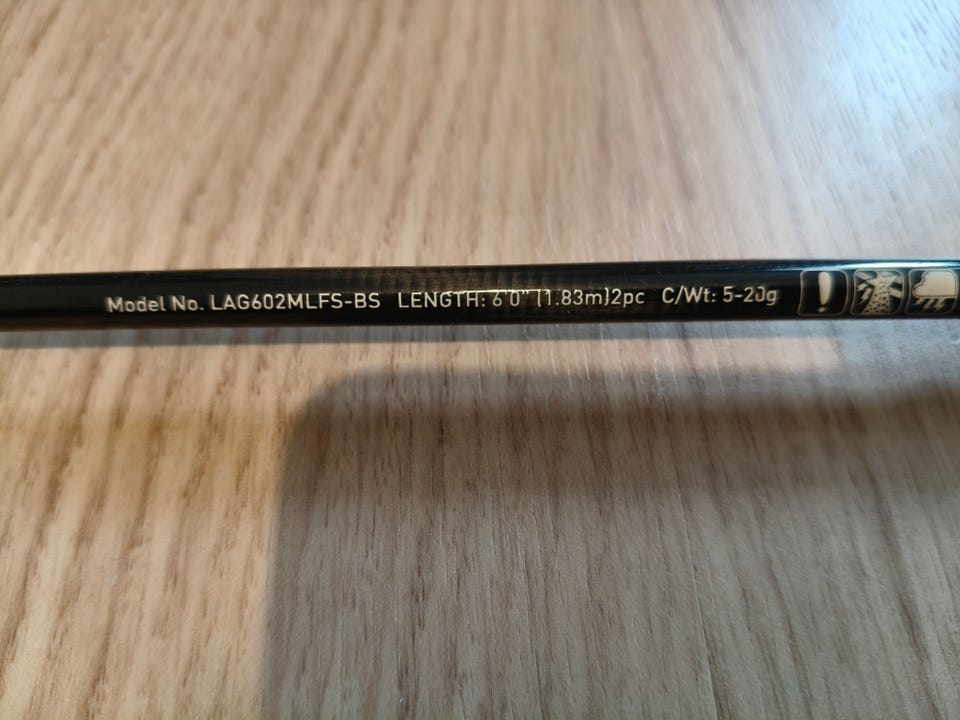 Model No. LAG602MLFS-BS LENGTH: 6'0" (1.83m)2pc C/Wt: 5-20g